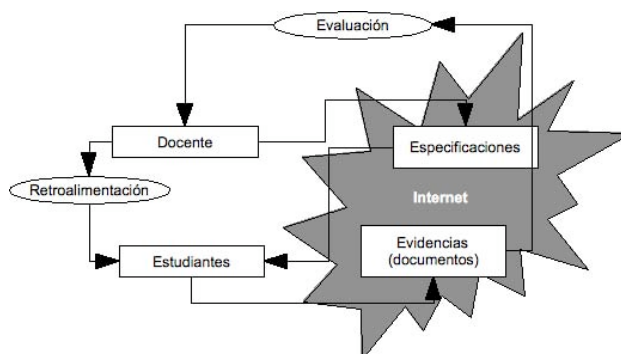 Evaluación
Docente
Especificaciones
Retroalimentación
Internet
Evidencias
(documentos)
Estudiantes